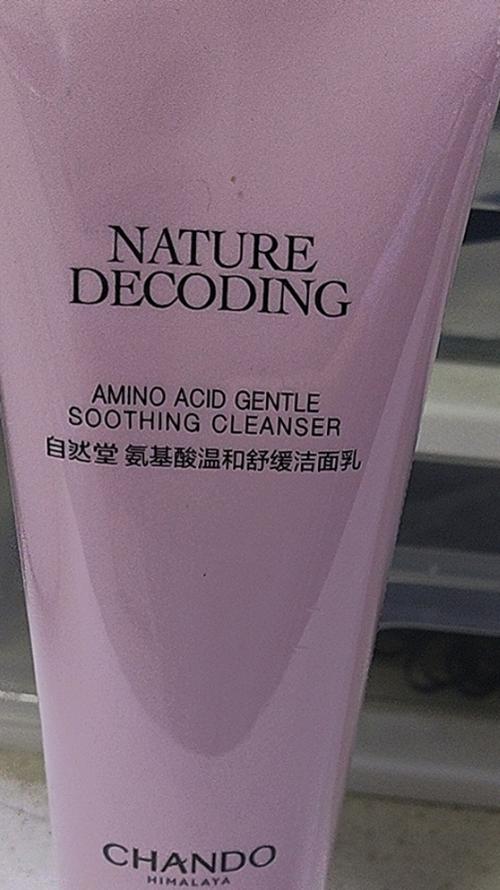 NATURE
DECODING
AMINO ACID GENTLE
SOOTHING CLEANSER
自然堂 氨基酸温和舒缓洁面乳
CHANDO
HIMALAYA